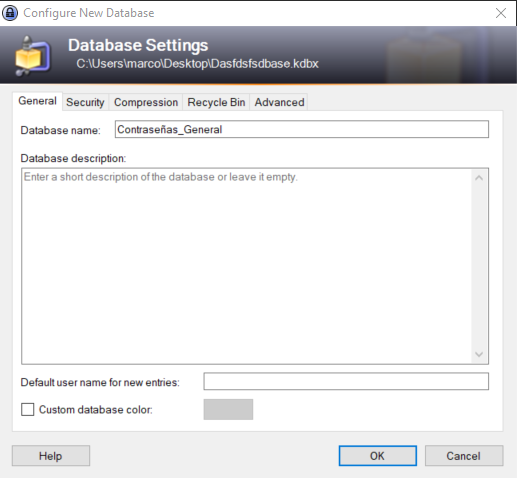 Configure New Database
Database Settings
C:\Users\marco\Desktop\Dasfdsfsdbase.kdbx
General Security Compression Recycle Bin Advanced
Database name: Contraseñas_General
Database description:
Enter a short description of the database or leave it empty.
Default user name for new entries:
Custom database color:
Help OK Cancel